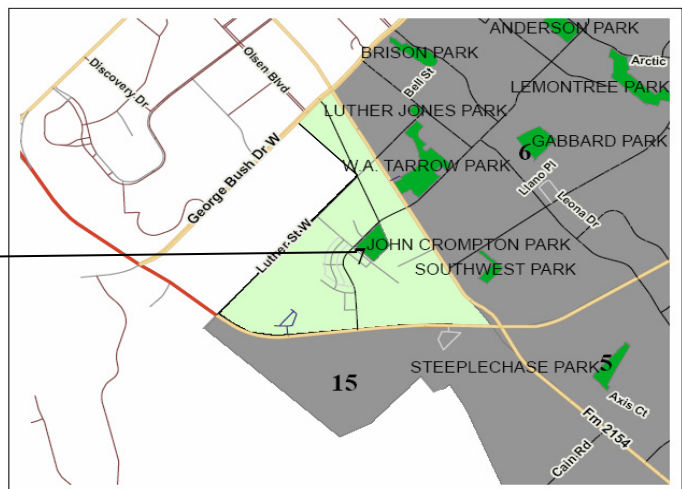 ANDERSON PARK
BRISON PARK
Olsen Blvd
Arctic
Discovery Dr
Bell St
LEMONTREE PARK
LUTHER JONES PARK
George Bush Dr W
GABBARD PARK
6
W.A. TARROW PARK
Llano Pl
Leona Dr
Luther St W
JOHN CROMPTON PARK
7
SOUTHWEST PARK
STEEPLECHASE PARK
5
15
Axis Ct
Fm 2154
Cain Rd